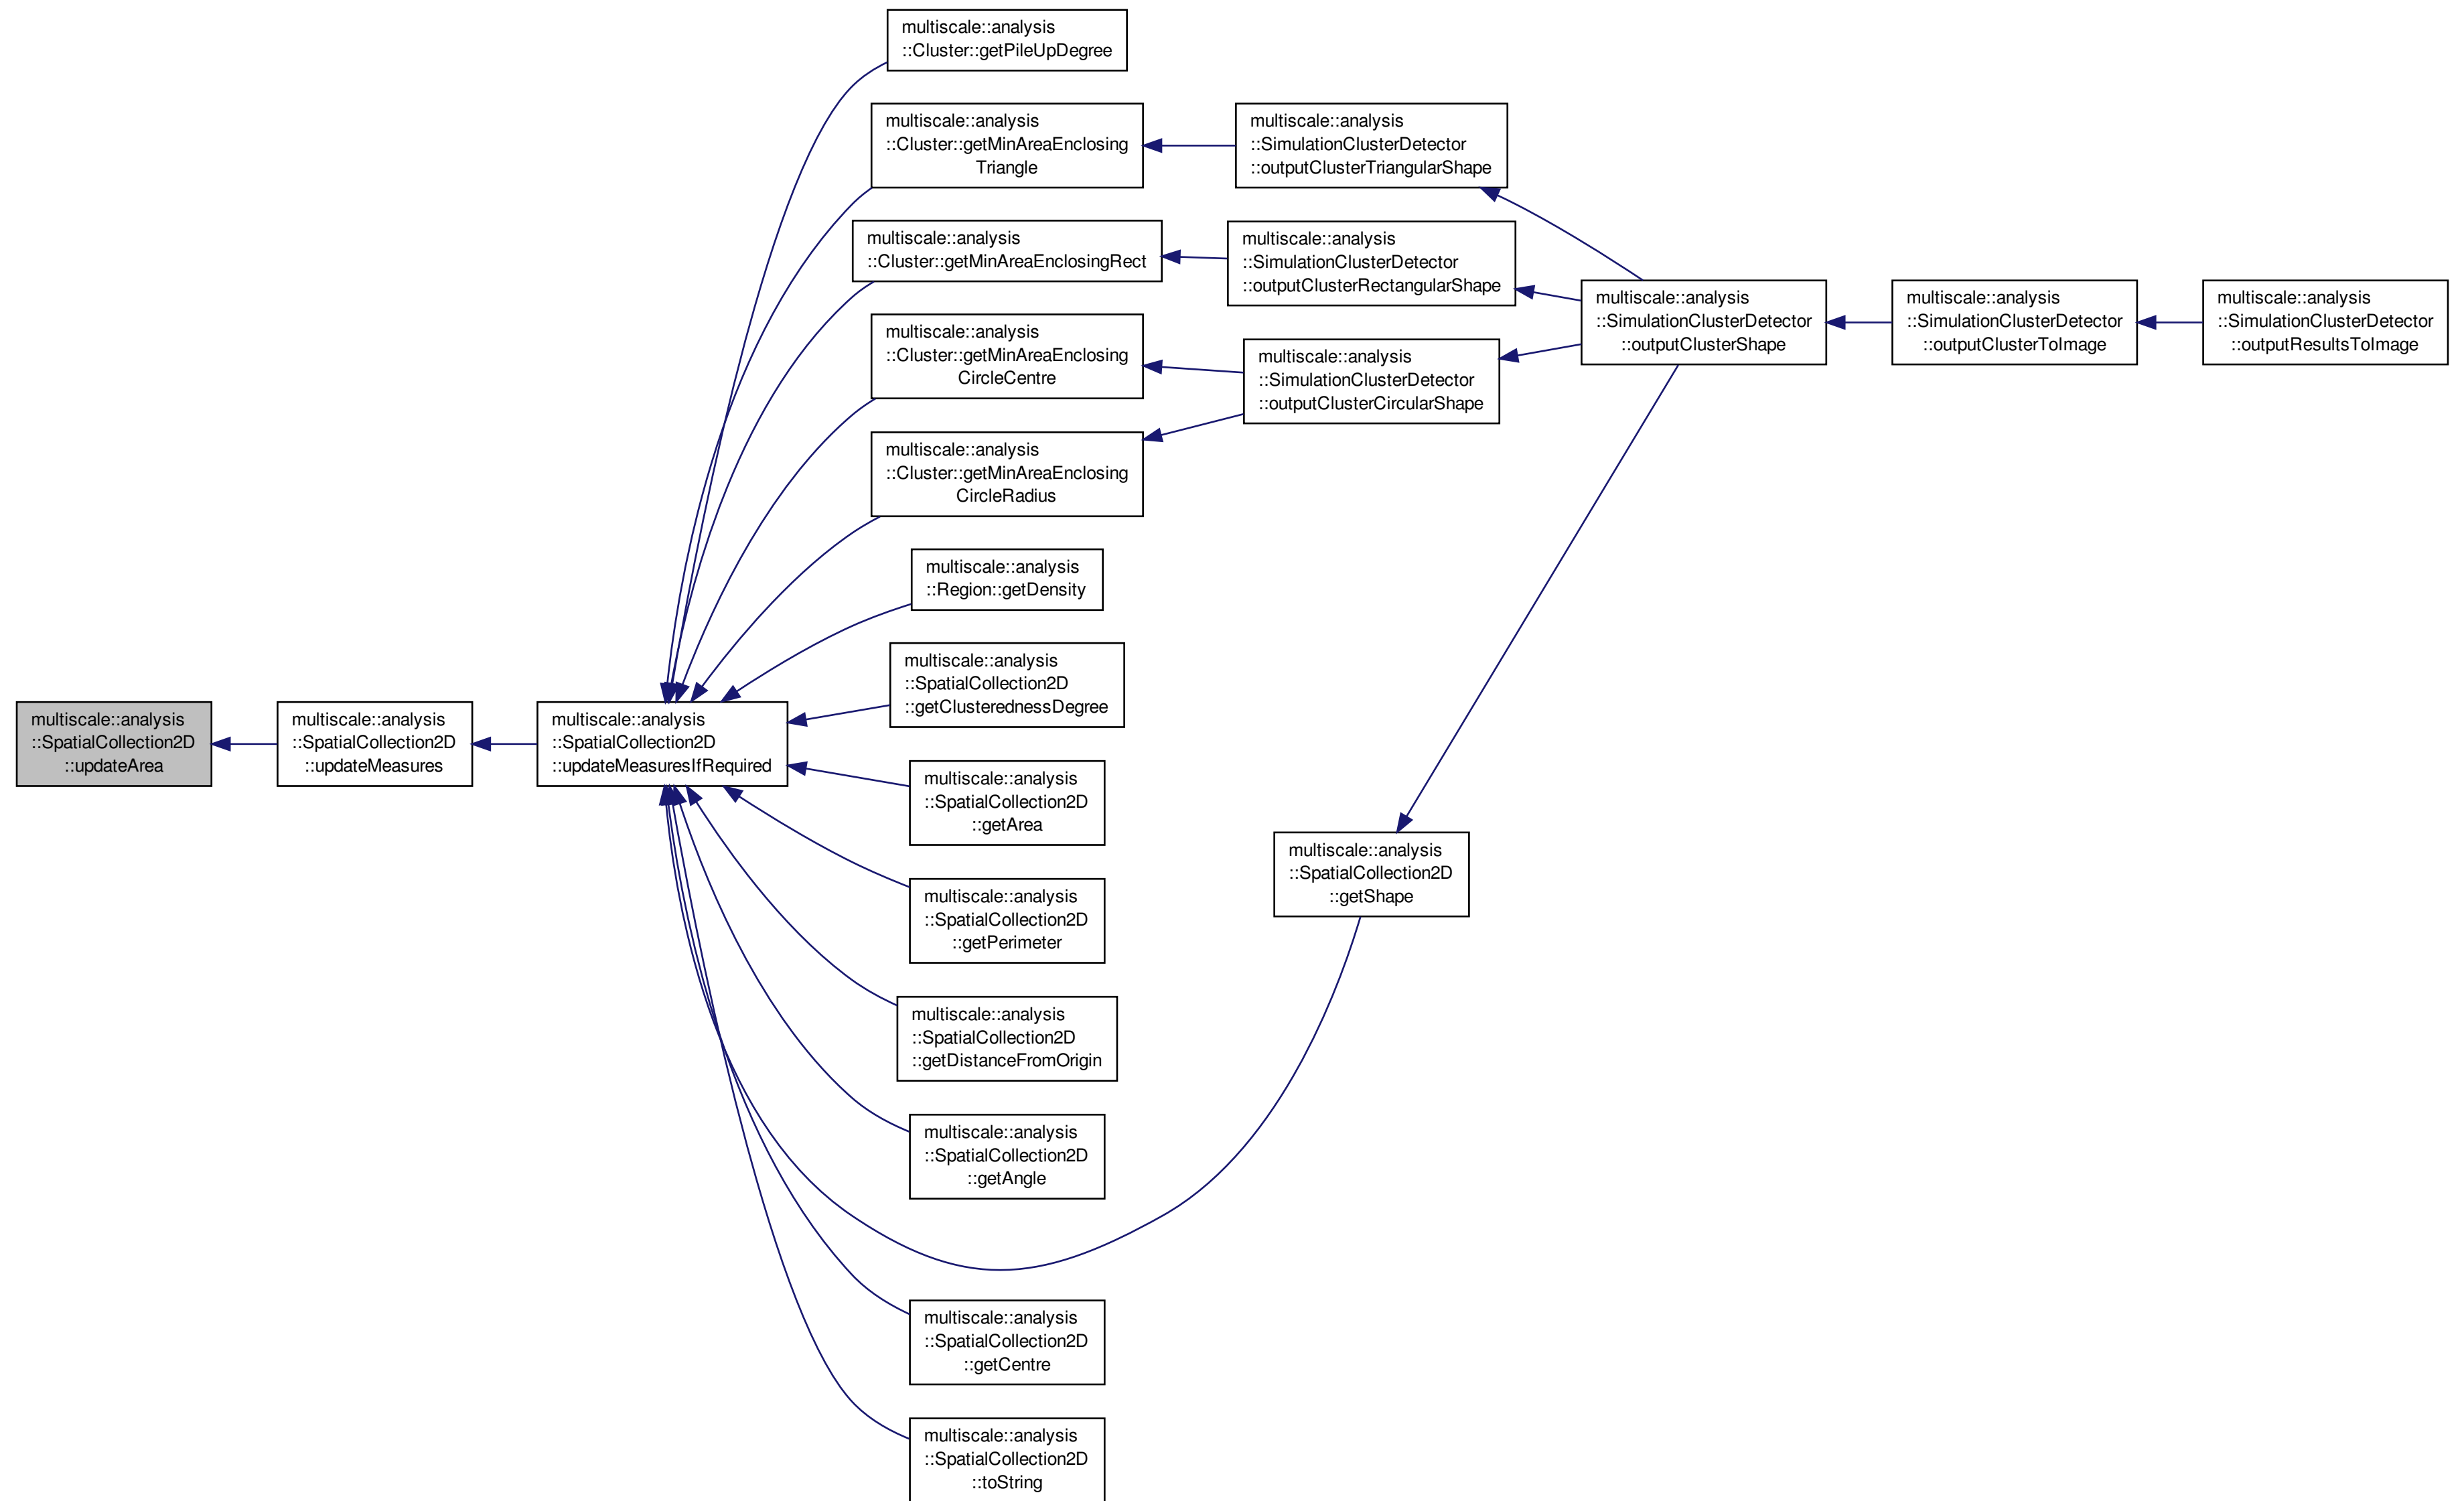 multiscale::analysis
::Cluster::getPileUpDegree
multiscale::analysis
::Cluster::getMinAreaEnclosing
Triangle
multiscale::analysis
::SimulationClusterDetector
::outputClusterTriangularShape
multiscale::analysis
::Cluster::getMinAreaEnclosingRect
multiscale::analysis
::SimulationClusterDetector
::outputClusterRectangularShape
multiscale::analysis
::Cluster::getMinAreaEnclosing
CircleCentre
multiscale::analysis
::SimulationClusterDetector
::outputClusterCircularShape
multiscale::analysis
::SimulationClusterDetector
::outputClusterShape
multiscale::analysis
::SimulationClusterDetector
::outputClusterToImage
multiscale::analysis
::SimulationClusterDetector
::outputResultsToImage
multiscale::analysis
::Cluster::getMinAreaEnclosing
CircleRadius
multiscale::analysis
::Region::getDensity
multiscale::analysis
::SpatialCollection2D
::getClusterednessDegree
multiscale::analysis
::SpatialCollection2D
::updateArea
multiscale::analysis
::SpatialCollection2D
::updateMeasures
multiscale::analysis
::SpatialCollection2D
::updateMeasuresIfRequired
multiscale::analysis
::SpatialCollection2D
::getArea
multiscale::analysis
::SpatialCollection2D
::getShape
multiscale::analysis
::SpatialCollection2D
::getPerimeter
multiscale::analysis
::SpatialCollection2D
::getDistanceFromOrigin
multiscale::analysis
::SpatialCollection2D
::getAngle
multiscale::analysis
::SpatialCollection2D
::getCentre
multiscale::analysis
::SpatialCollection2D
::toString